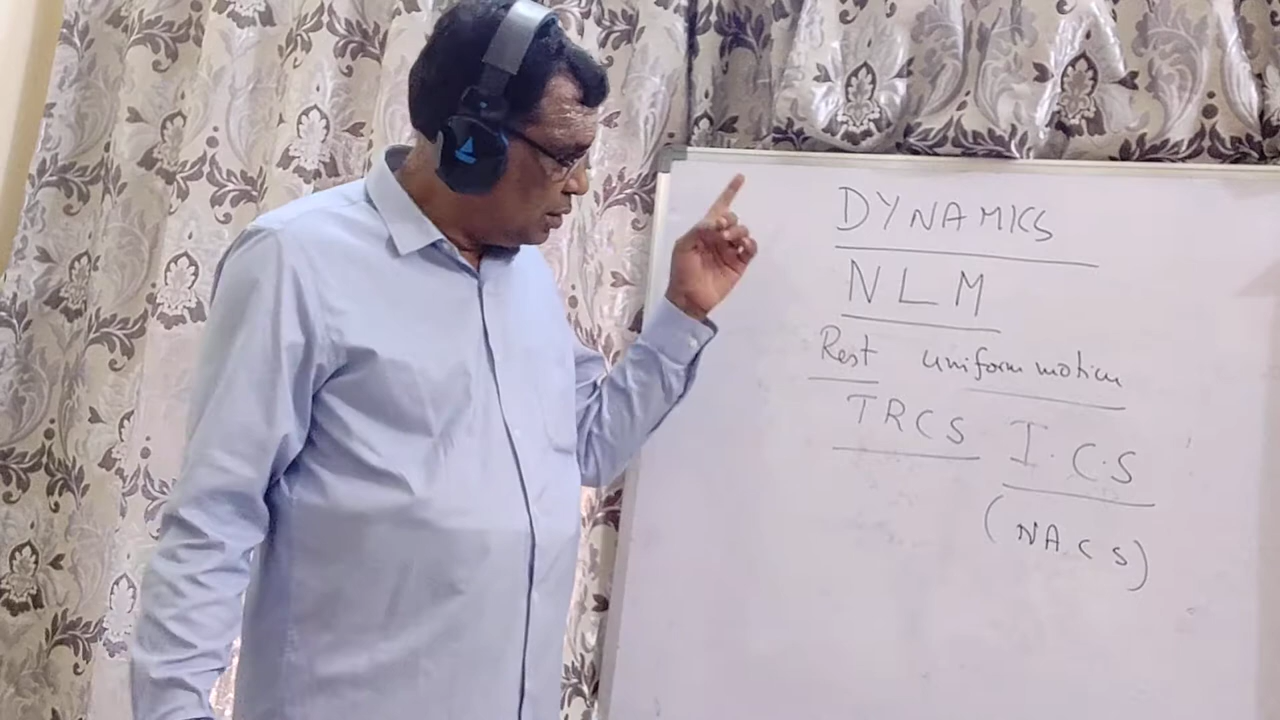 DYNAMICS
NLM
Rest uniform motion
TRCS I.C.S
(NACS)